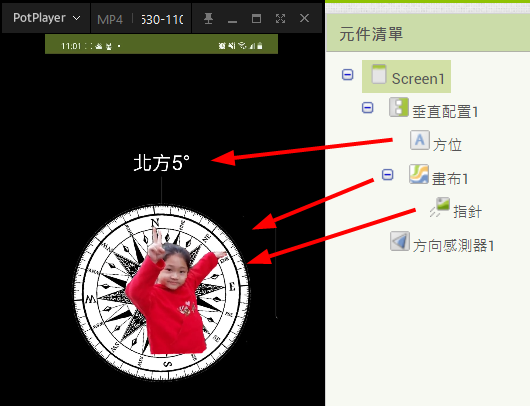 PotPlayer
MP4
530-110
11:01
北方5°
N
E
S
W
元件清單
Screen1
垂直配置1
方位
畫布1
指針
方向感測器1